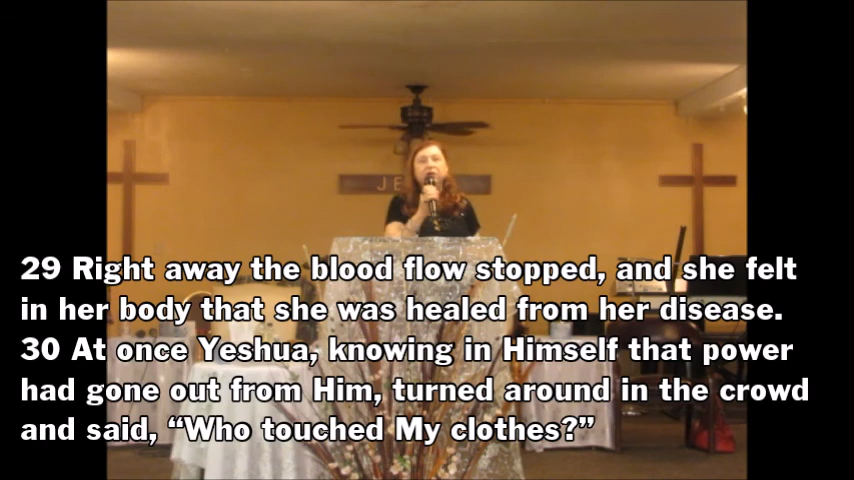 JE
29 Right away the blood flow stopped, and she felt
in her body that she was healed from her disease.
30 At once Yeshua, knowing in Himself that power
had gone out from Him, turned around in the crowd
and said, “Who touched My clothes?”